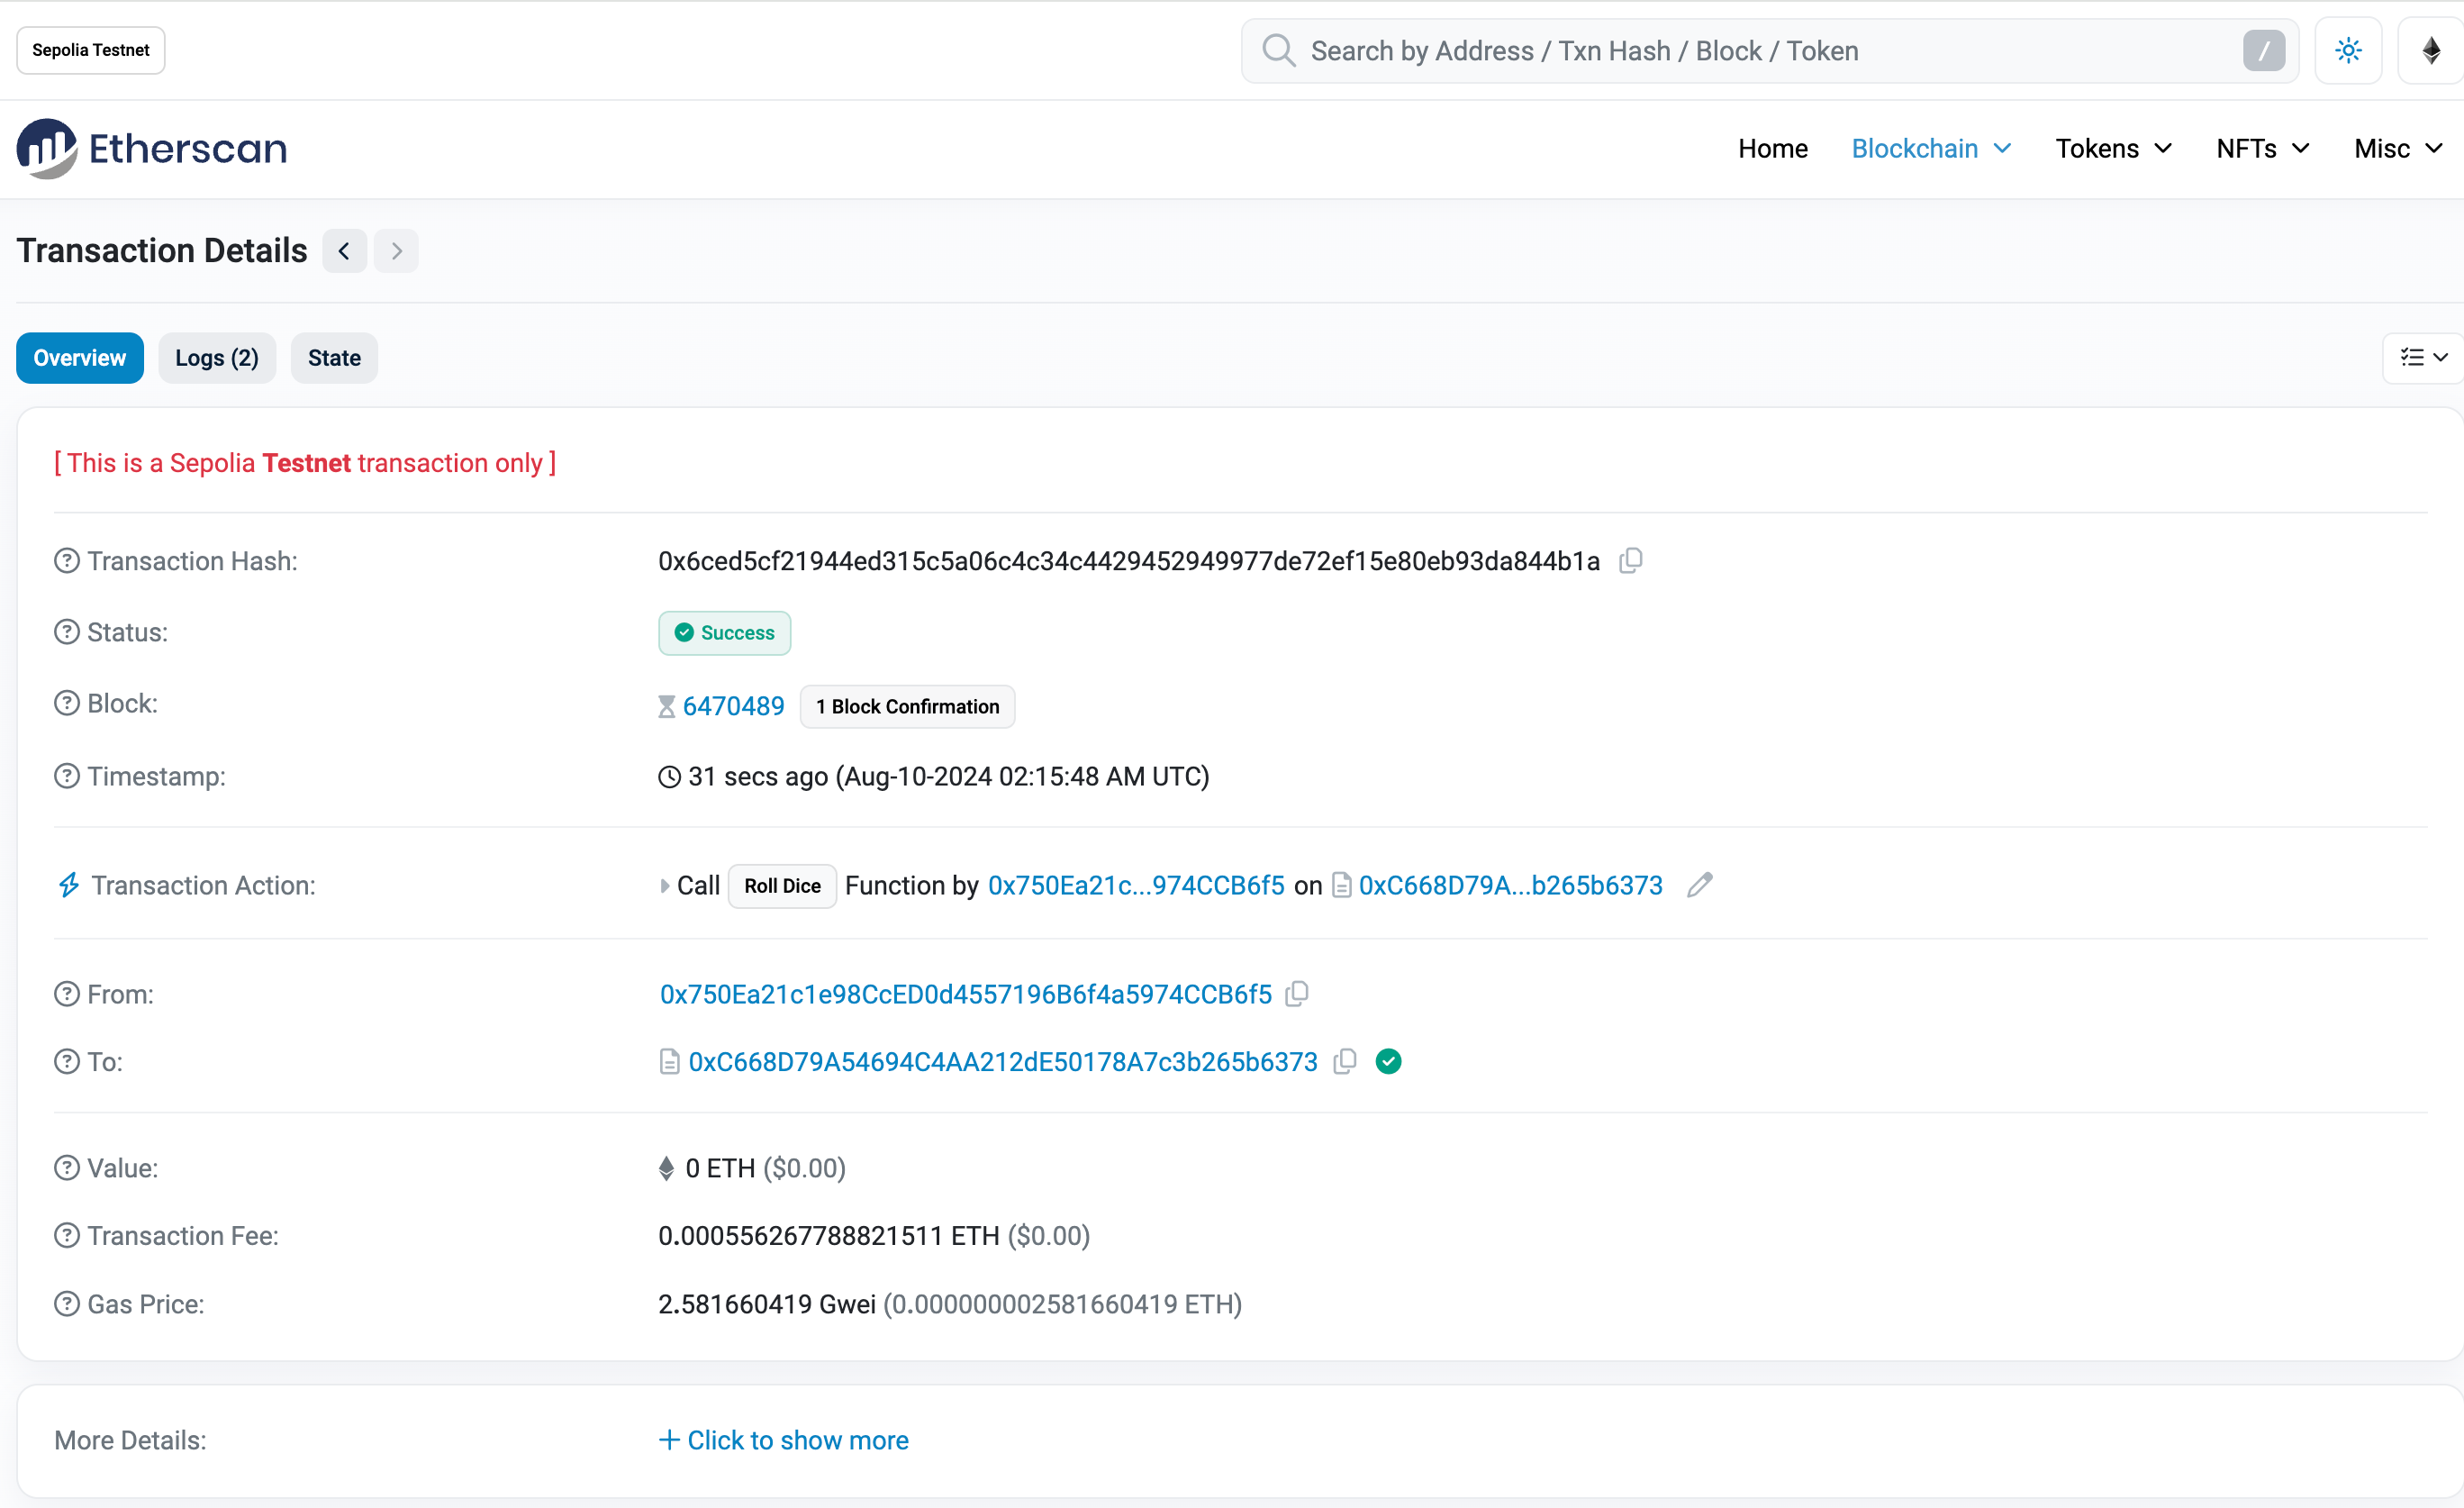 Sepolia Testnet
Search by Address / Txn Hash / Block / Token
/
Etherscan
Home
Blockchain
Tokens
NFTs
Misc
Transaction Details
Overview
Logs (2)
State
[ This is a Sepolia Testnet transaction only ]
Transaction Hash: 0x6ced5cf21944ed315c5a06c4c34c4429452949977de72ef15e80eb93da844b1a
Status: Success
Block: 6470489 1 Block Confirmation
Timestamp: 31 secs ago (Aug-10-2024 02:15:48 AM UTC)
Transaction Action: Call Roll Dice Function by 0x750Ea21c...974CCB6f5 on 0xC668D79A...b265b6373
From: 0x750Ea21c1e98CcED0d4557196B6f4a5974CCB6f5
To: 0xC668D79A54694C4AA212dE50178A7c3b265b6373
Value: 0 ETH ($0.00)
Transaction Fee: 0.000556267788821511 ETH ($0.00)
Gas Price: 2.581660419 Gwei (0.000000002581660419 ETH)
More Details: + Click to show more